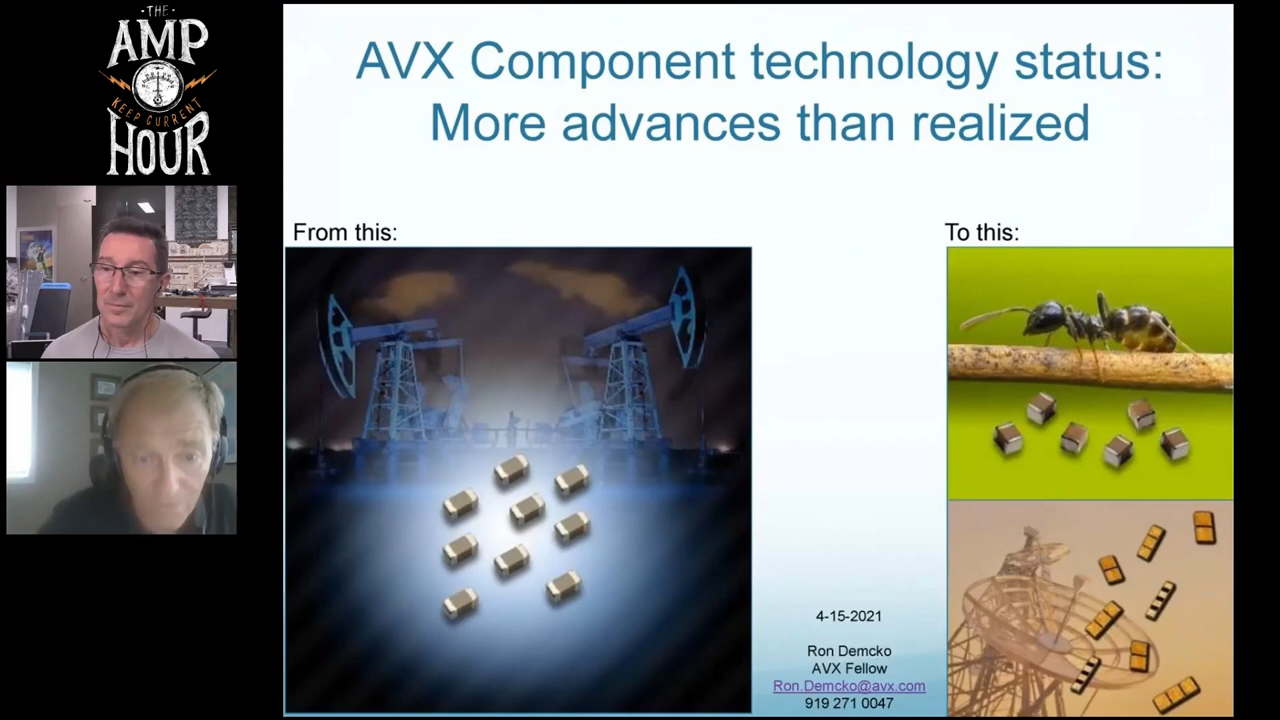 ·THE·
AMP
KEEP CURRENT
HOUR
AVX Component technology status:
More advances than realized
From this:
To this:
4-15-2021
Ron Demcko
AVX Fellow
Ron.Demcko@avx.com
919 271 0047